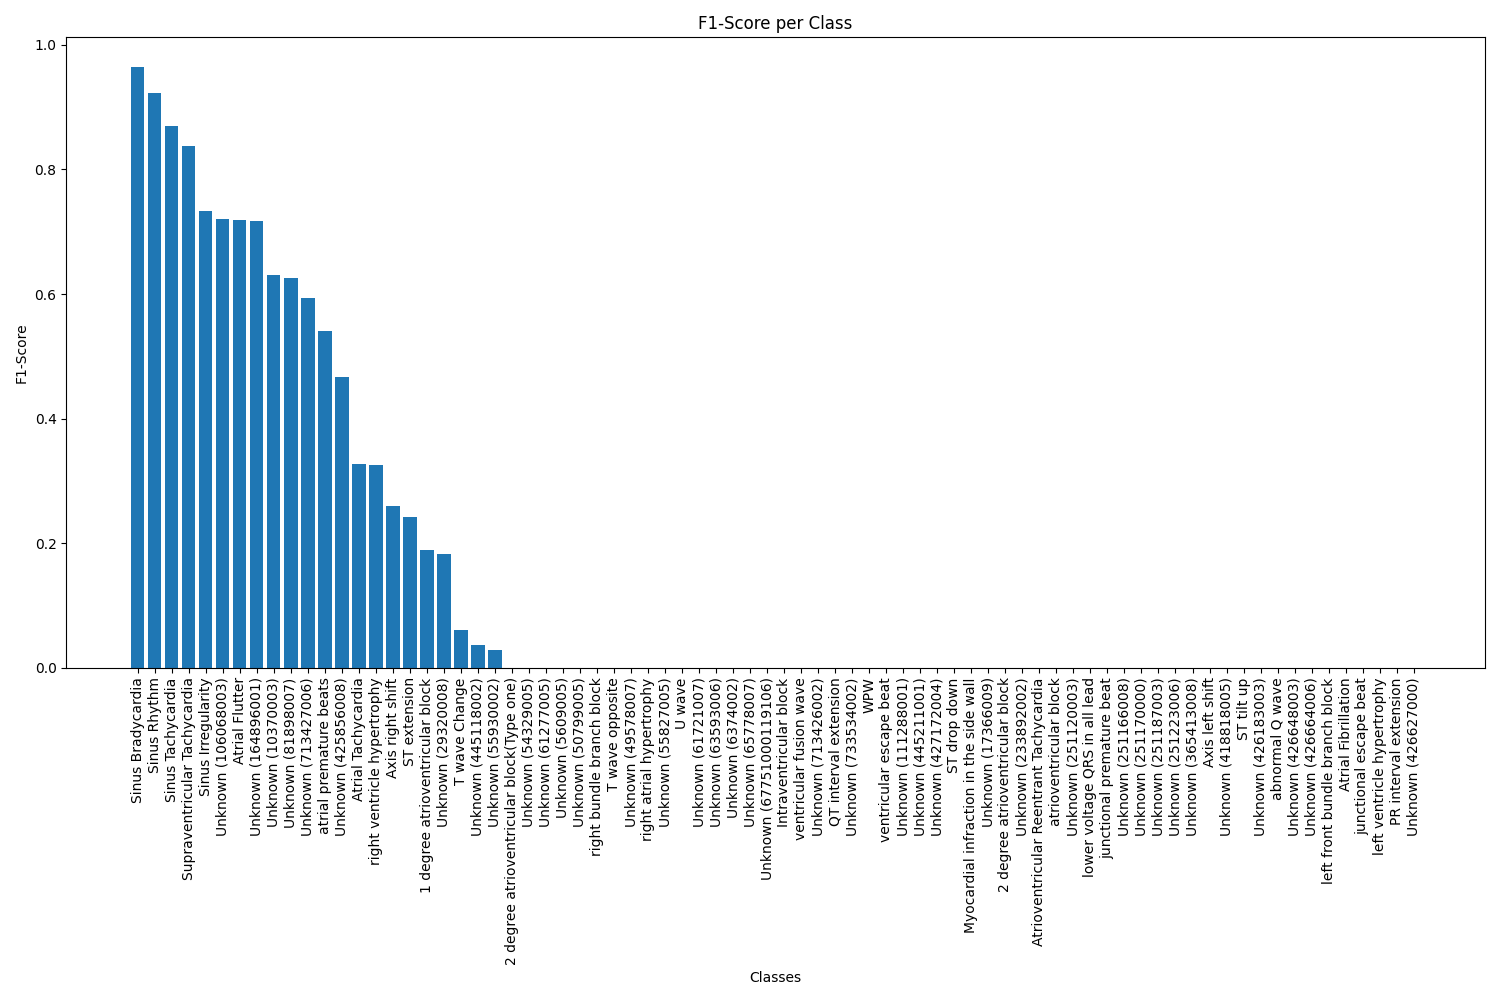 F1-Score per Class
F1-Score
1.0
0.8
0.6
0.4
0.2
0.0
Sinus Bradycardia
Sinus Rhythm
Sinus Tachycardia
Supraventricular Tachycardia
Sinus Irregularity
Unknown (106068003)
Atrial Flutter
Unknown (164896001)
Unknown (10370003)
Unknown (81898007)
Unknown (713427006)
atrial premature beats
Unknown (425856008)
Atrial Tachycardia
right ventricle hypertrophy
Axis right shift
ST extension
1 degree atrioventricular block
Unknown (29320008)
T wave Change
Unknown (445118002)
Unknown (55930002)
2 degree atrioventricular block(Type one)
Unknown (54329005)
Unknown (61277005)
Unknown (5609005)
Unknown (50799005)
right bundle branch block
T wave opposite
Unknown (49578007)
right atrial hypertrophy
Unknown (55827005)
U wave
Unknown (61721007)
Unknown (63593006)
Unknown (6374002)
Unknown (65778007)
Unknown (67751000119106)
Intraventricular block
ventricular fusion wave
Unknown (713426002)
QT interval extension
Unknown (733534002)
WPW
ventricular escape beat
Unknown (111288001)
Unknown (445211001)
Unknown (427172004)
ST drop down
Myocardial infraction in the side wall
Unknown (17366009)
2 degree atrioventricular block
Unknown (233892002)
Atrioventricular Reentrant Tachycardia
atrioventricular block
Unknown (251120003)
lower voltage QRS in all lead
junctional premature beat
Unknown (251166008)
Unknown (251170000)
Unknown (251187003)
Unknown (251223006)
Unknown (365413008)
Axis left shift
Unknown (418818005)
ST tilt up
Unknown (426183003)
abnormal Q wave
Unknown (426648003)
Unknown (426664006)
left front bundle branch block
Atrial Fibrillation
junctional escape beat
left ventricle hypertrophy
PR interval extension
Unknown (426627000)
Classes